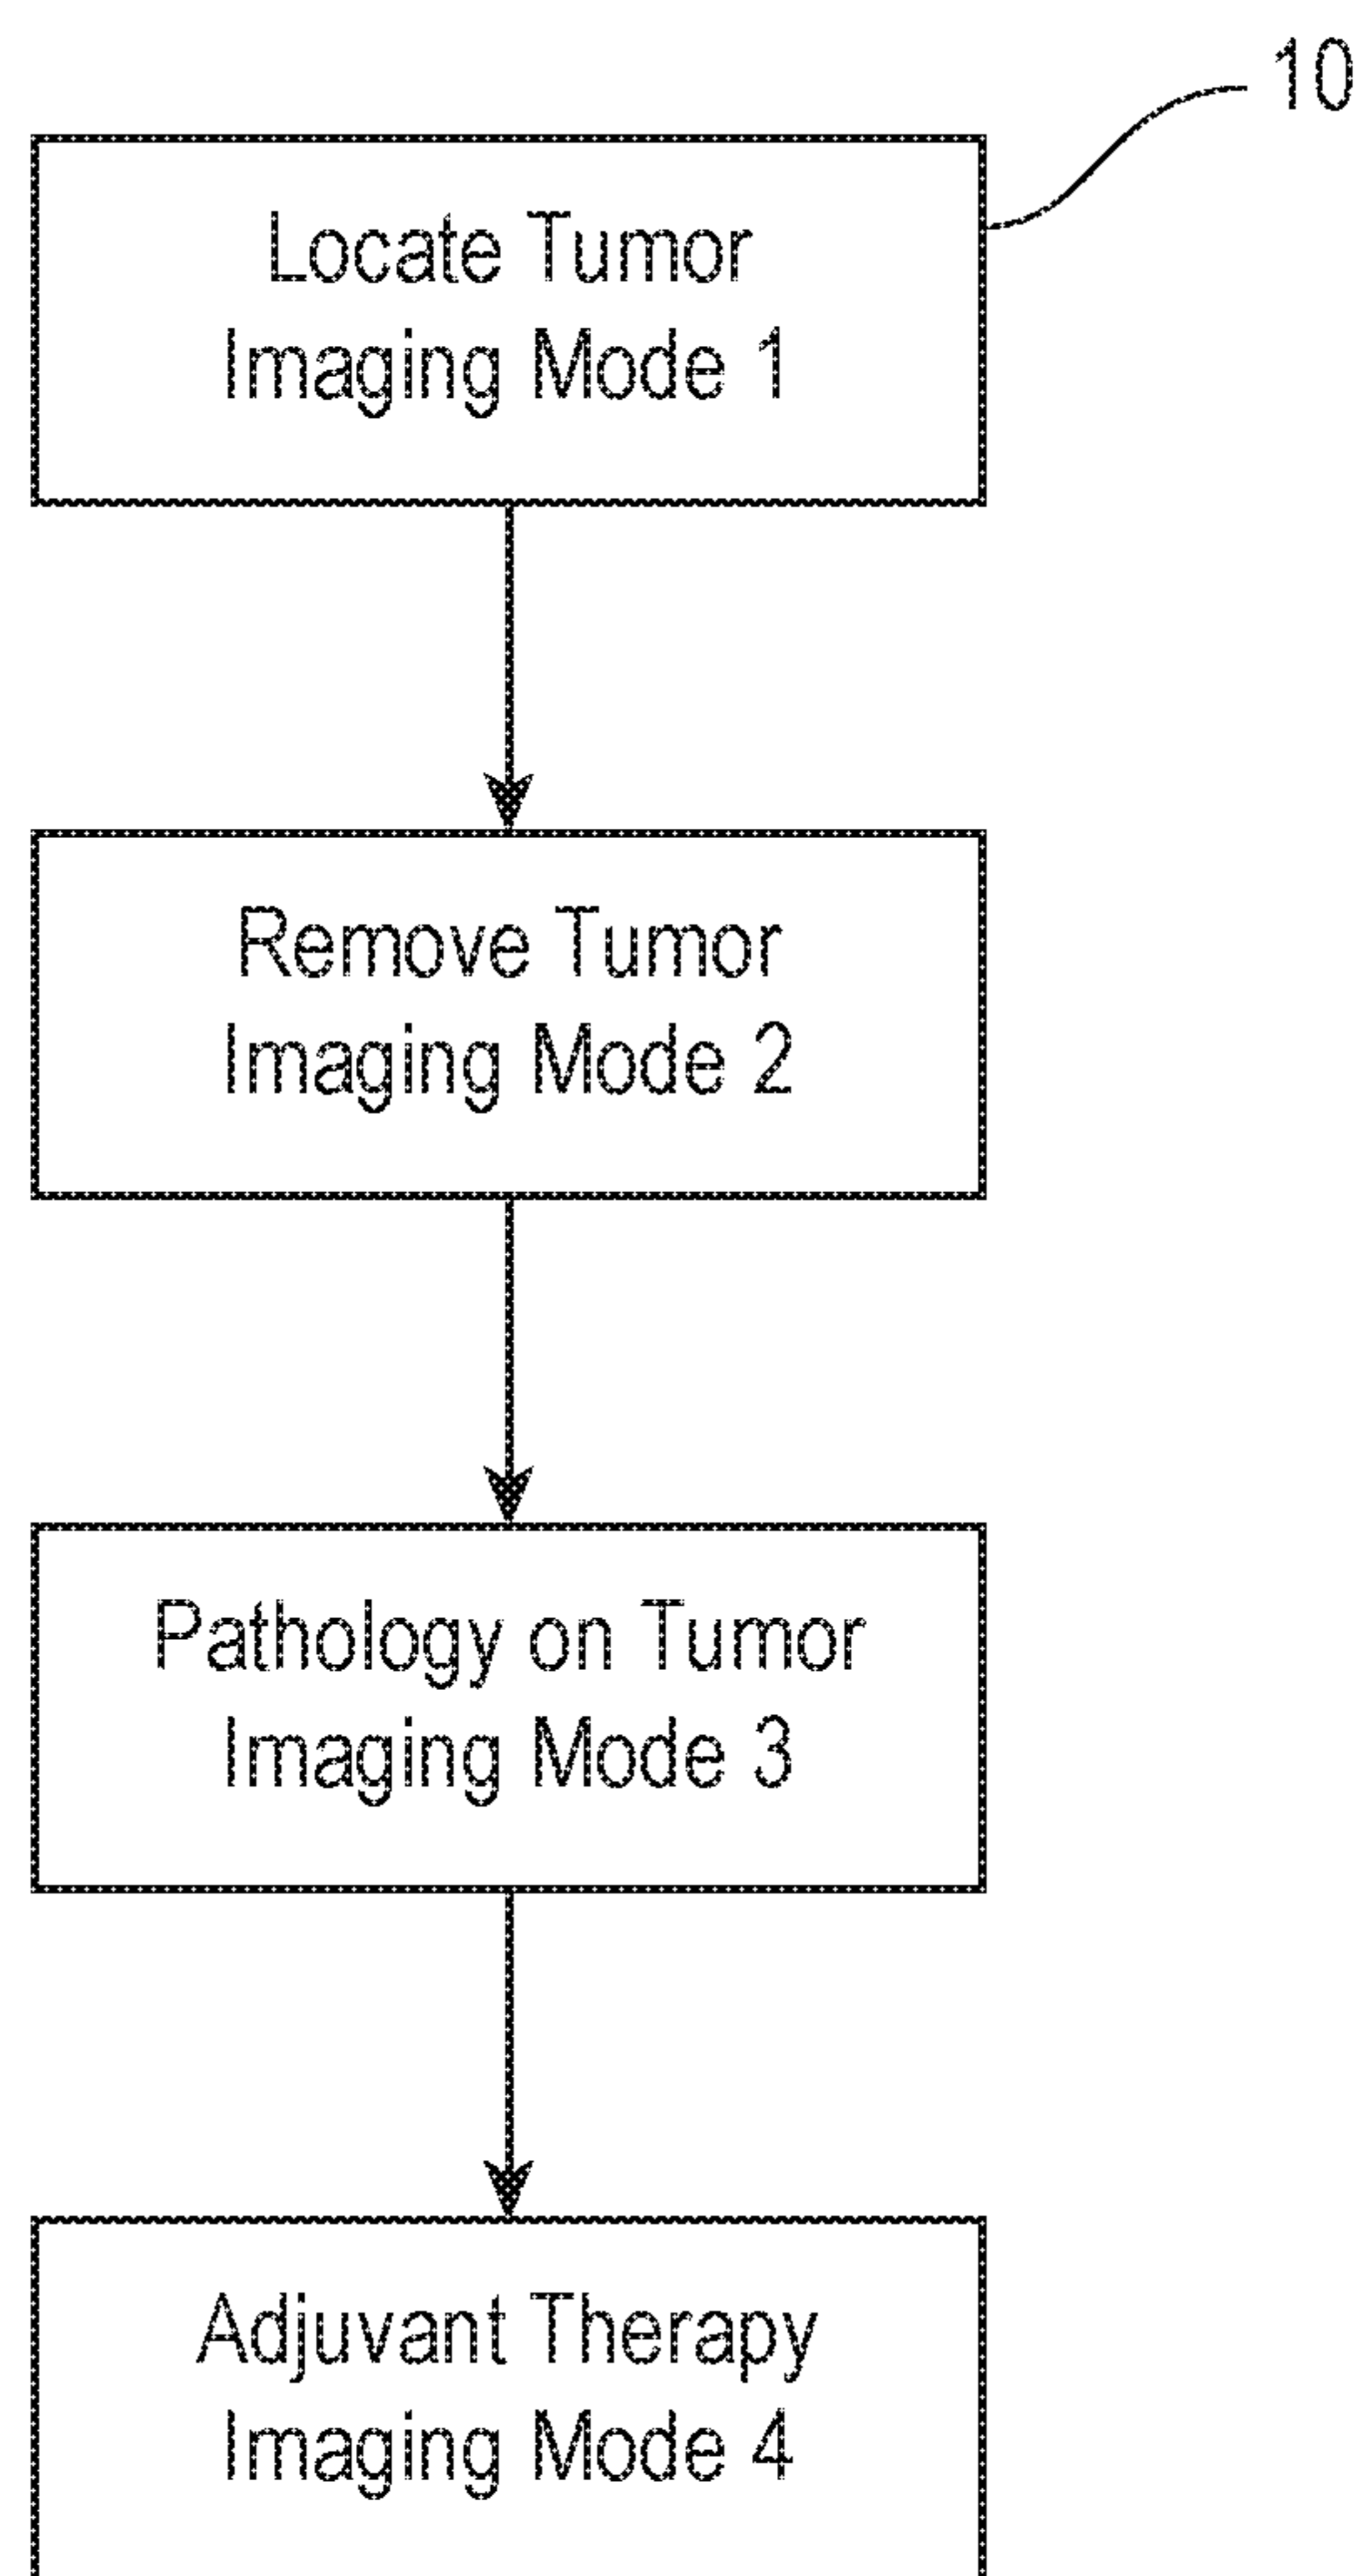 10
Locate Tumor
Imaging Mode 1
Remove Tumor
Imaging Mode 2
Pathology on Tumor
Imaging Mode 3
Adjuvant Therapy
Imaging Mode 4